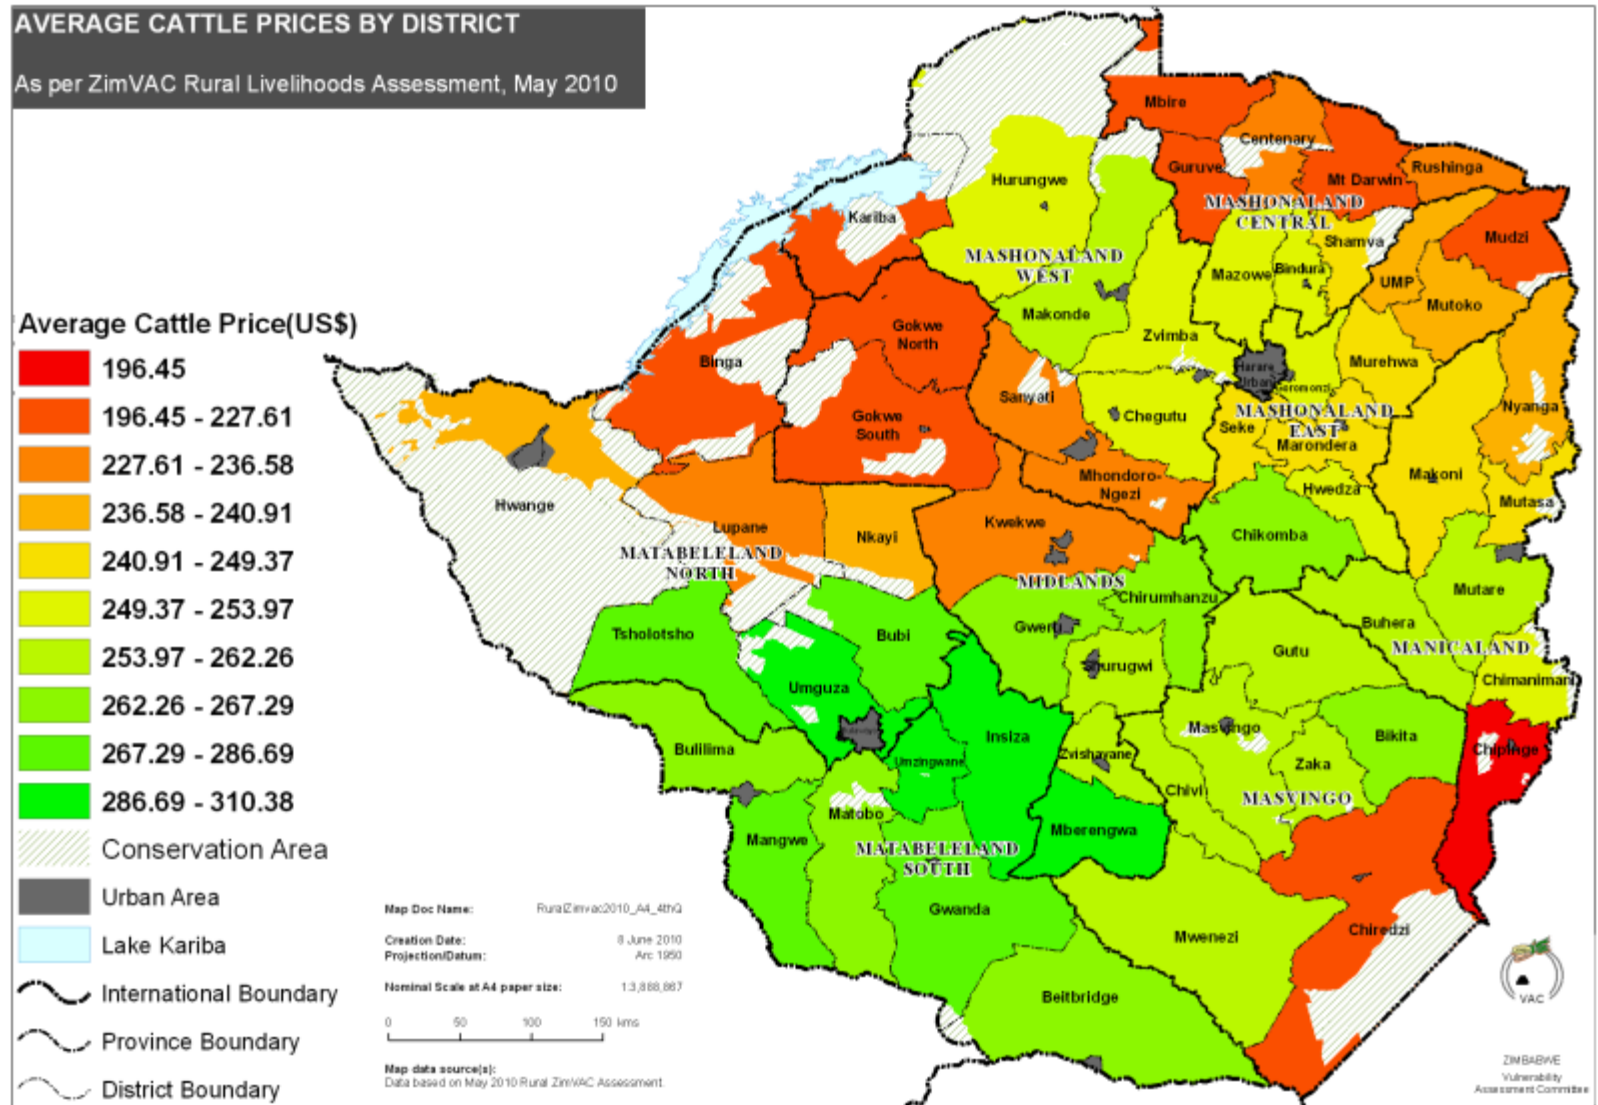 AVERAGE CATTLE PRICES BY DISTRICT
As per ZimVAC Rural Livelihoods Assessment, May 2010
Mbire
Centenary
Guruve
Mt Darwin
Rushinga
Hurungwe
MASHONALAND
CENTRAL
Kariba
Shamva
Mudzi
MASHONALAND
WEST
Mazowe
Bindura
UMP
Mutoko
Makonde
Gokwe
North
Zvimba
Binga
Murehwa
Harare
Urban
Goromonzi
Sanyati
Chegutu
Nyanga
Gokwe
South
MASHONALAND
EAST
Seke
Marondera
Makoni
Mhondoro-
Ngezi
Hwedza
Mutasa
Hwange
Lupane
Nkayi
Kwekwe
Chikomba
MATABELELAND
NORTH
MIDLANDS
Chirumhanzu
Mutare
Tsholotsho
Bubi
Gweru
Buhera
MANICALAND
Gutu
Shurugwi
Chimanimani
Umguza
Insiza
Masvingo
Bikita
Chipinge
Bulilima
Umzingwane
Zvishavane
Zaka
Chivi
MASVINGO
Matobo
Mberengwa
Mangwe
MATABELELAND
SOUTH
Gwanda
Chiredzi
Mwenezi
Beitbridge
Average Cattle Price(US$)
196.45
196.45 - 227.61
227.61 - 236.58
236.58 - 240.91
240.91 - 249.37
249.37 - 253.97
253.97 - 262.26
262.26 - 267.29
267.29 - 286.69
286.69 - 310.38
Conservation Area
Urban Area
Lake Kariba
International Boundary
Province Boundary
District Boundary
Map Doc Name: RuralZimvac2010_A4_4thQ
Creation Date: 8 June 2010
Projection/Datum: Arc 1950
Nominal Scale at A4 paper size: 1:3,888,867
0 50 100 150 kms
Map data source(s):
Data based on May 2010 Rural ZimVAC Assessment.
VAC
ZIMBABWE
Vulnerability
Assessment Committee